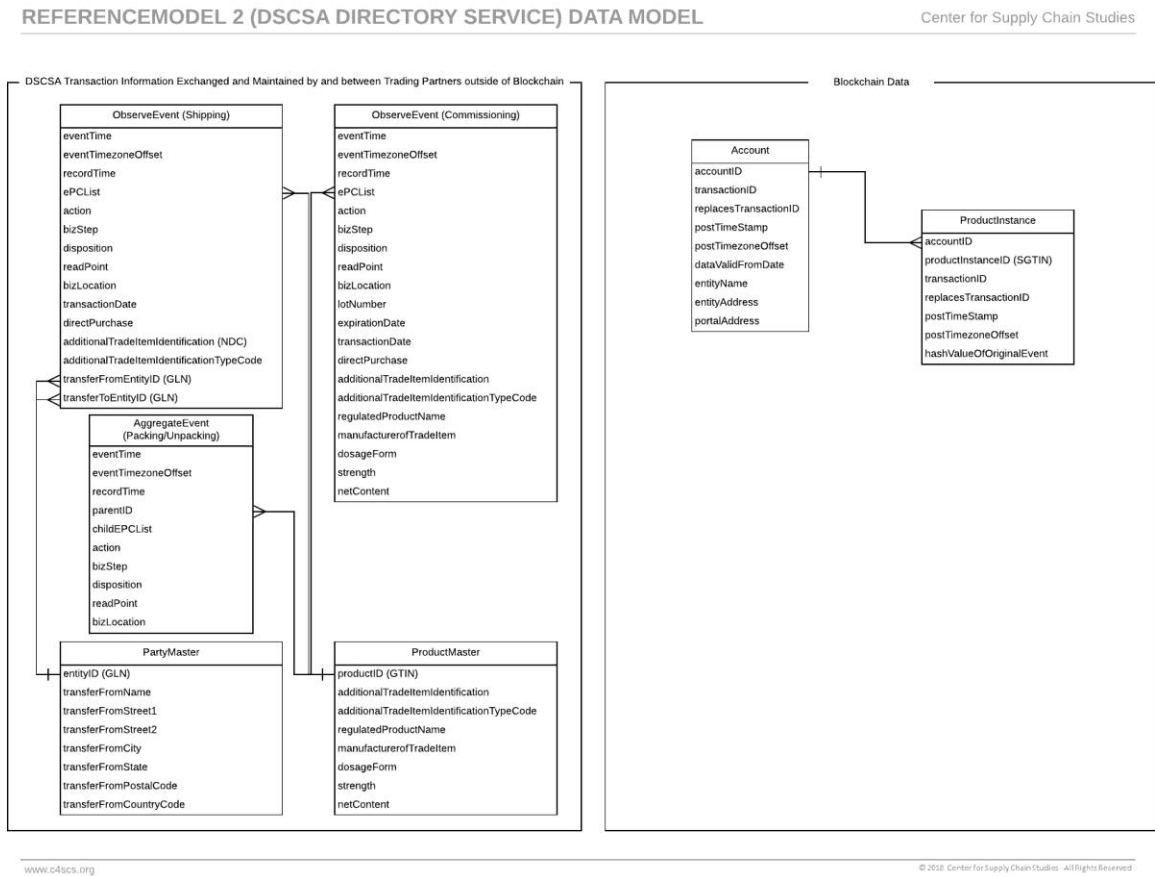 REFERENCEMODEL 2 (DSCSA DIRECTORY SERVICE) DATA MODEL
Center for Supply Chain Studies
DSCSA Transaction Information Exchanged and Maintained by and between Trading Partners outside of Blockchain
ObserveEvent (Shipping)
eventTime
eventTimezoneOffset
recordTime
ePCList
action
bizStep
disposition
readPoint
bizLocation
transactionDate
directPurchase
additionalTradeItemIdentification (NDC)
additionalTradeItemIdentificationTypeCode
transferFromEntityID (GLN)
transferToEntityID (GLN)
ObserveEvent (Commissioning)
eventTime
eventTimezoneOffset
recordTime
ePCList
action
bizStep
disposition
readPoint
bizLocation
lotNumber
expirationDate
transactionDate
directPurchase
additionalTradeItemIdentification
additionalTradeItemIdentificationTypeCode
regulatedProductName
manufacturerofTradeItem
dosageForm
strength
netContent
AggregateEvent
(Packing/Unpacking)
eventTime
eventTimezoneOffset
recordTime
parentID
childEPCList
action
bizStep
disposition
readPoint
bizLocation
PartyMaster
entityID (GLN)
transferFromName
transferFromStreet1
transferFromStreet2
transferFromCity
transferFromState
transferFromPostalCode
transferFromCountryCode
ProductMaster
productID (GTIN)
additionalTradeItemIdentification
additionalTradeItemIdentificationTypeCode
regulatedProductName
manufacturerofTradeItem
dosageForm
strength
netContent
Blockchain Data
Account
accountID
transactionID
replacesTransactionID
postTimeStamp
postTimezoneOffset
dataValidFromDate
entityName
entityAddress
portalAddress
ProductInstance
accountID
productInstanceID (SGTIN)
transactionID
replacesTransactionID
postTimeStamp
postTimezoneOffset
hashValueOfOriginalEvent
www.c4scs.org
© 2018 Center for Supply Chain Studies - All Rights Reserved